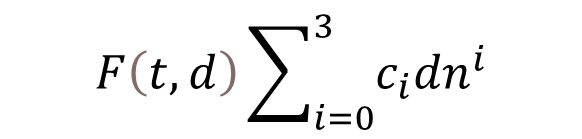 F(t, d) ∑_{i=0}^{3} c_i dn^i